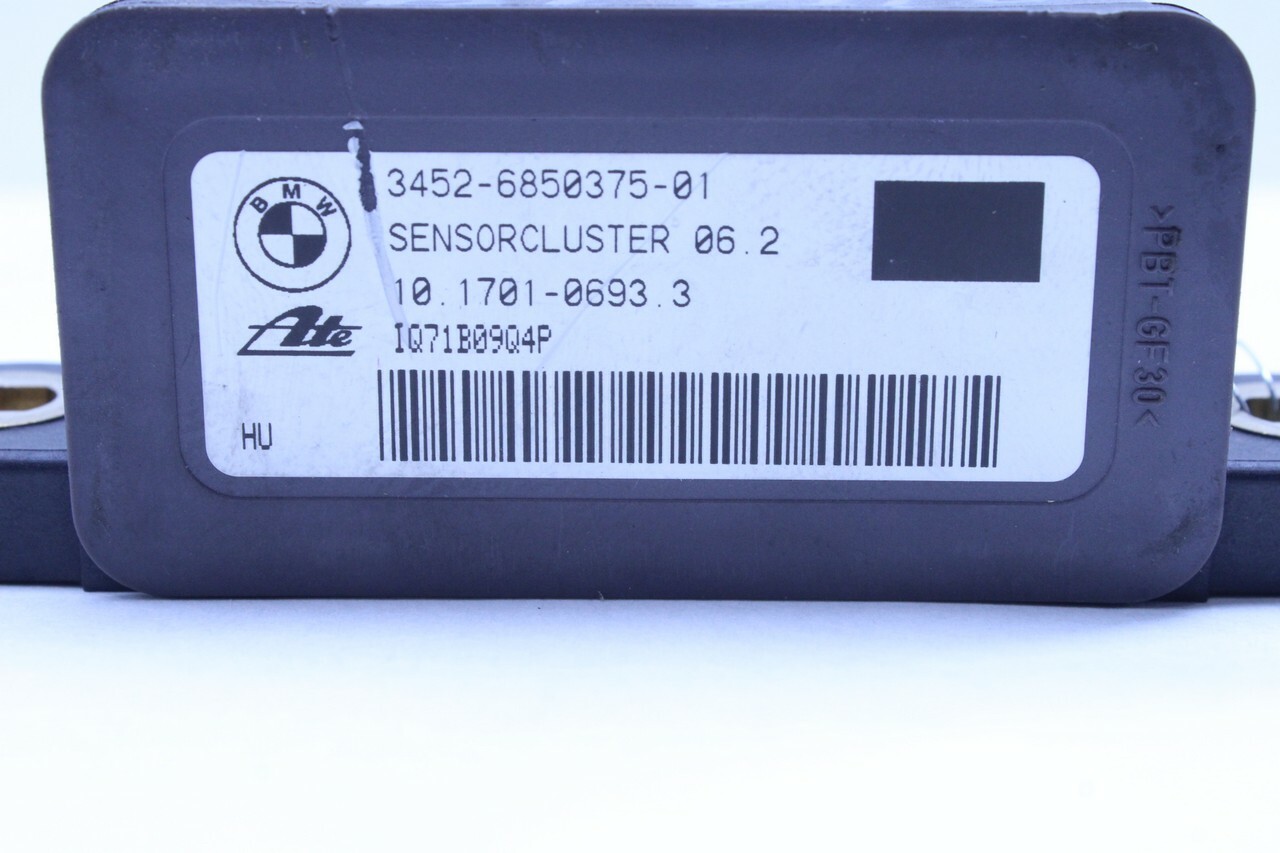 BMW
3452-6850375-01
SENSORCLUSTER 06.2
10.1701-0693.3
Ate
IQ71B09Q4P
HU
>PBT-GF30<